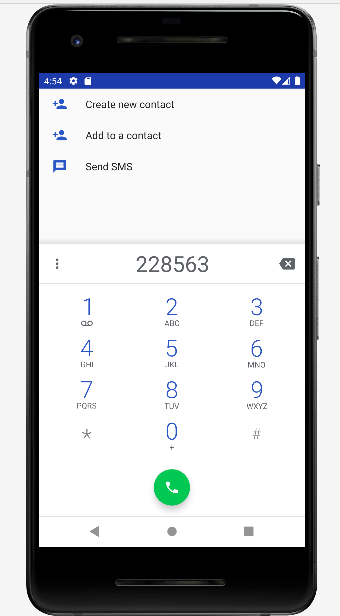 4:54
Create new contact
Add to a contact
Send SMS
228563
1 2 3
ABC DEF
4 5 6
GHI JKL MNO
7 8 9
PQRS TUV WXYZ
* 0 #
+